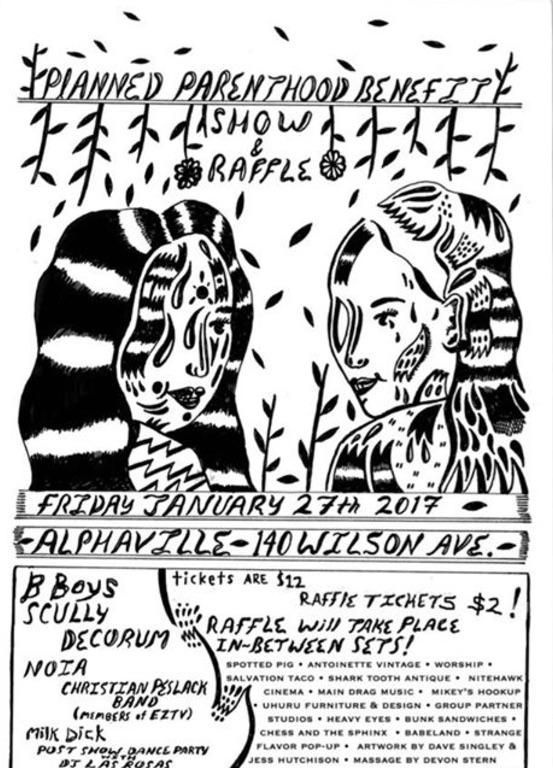 PLANNED PARENTHOOD BENEFIT
SHOW
&
RAFFLE
FRIDAY JANUARY 27th 2017
-ALPHAVILLE-140 WILSON AVE.-
B BOYS
SCULLY
DECORUM
NOIA
CHRISTIAN PESLACK
BAND
(MEMBERS of EZTV)
Milk Dick
POST SHOW DANCE PARTY
WITH
DJ LAS ROSAS
tickets ARE $12
RAFFLE TICKETS $2!
RAFFLE Will TAKE PLACE
IN-BETWEEN SETS!
SPOTTED PIG • ANTOINETTE VINTAGE • WORSHIP •
SALVATION TACO • SHARK TOOTH ANTIQUE • NITEHAWK
CINEMA • MAIN DRAG MUSIC • MIKEY'S HOOKUP
• UHURU FURNITURE & DESIGN • GROUP PARTNER
STUDIOS • HEAVY EYES • BUNK SANDWICHES •
CHESS AND THE SPHINX • BABELAND • STRANGE
FLAVOR POP-UP • ARTWORK BY DAVE SINGLEY &
JESS HUTCHISON • MASSAGE BY DEVON STERN